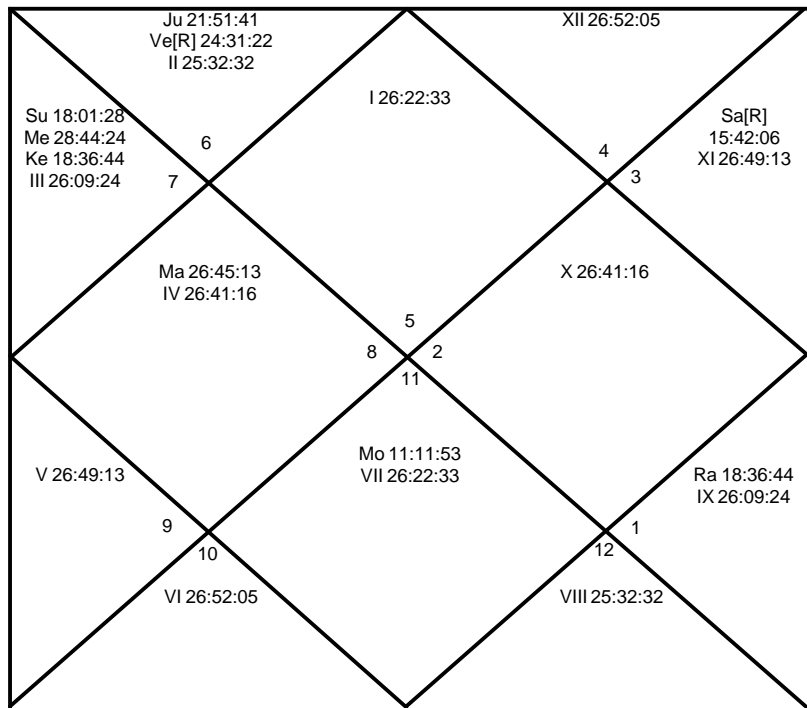 Ju 21:51:41
Ve[R] 24:31:22
II 25:32:32
XII 26:52:05
I 26:22:33
Su 18:01:28
Me 28:44:24
Ke 18:36:44
III 26:09:24
6
7
4
3
Sa[R]
15:42:06
XI 26:49:13
Ma 26:45:13
IV 26:41:16
X 26:41:16
5
8
2
11
V 26:49:13
Mo 11:11:53
VII 26:22:33
Ra 18:36:44
IX 26:09:24
9
10
1
12
VI 26:52:05
VIII 25:32:32